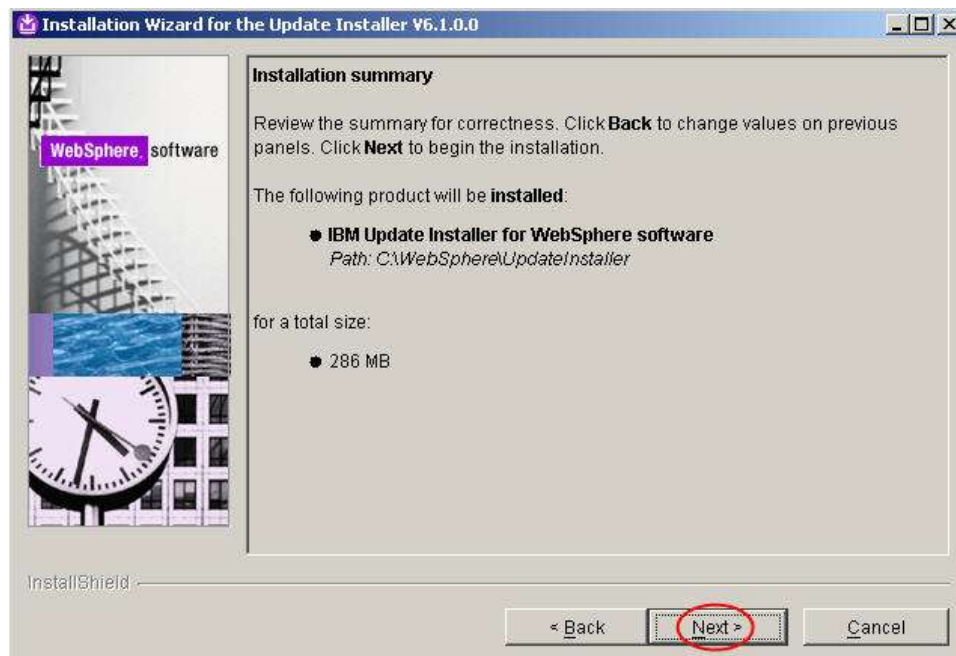 Installation Wizard for the Update Installer V6.1.0.0
WebSphere. software
Installation summary
Review the summary for correctness. Click Back to change values on previous
panels. Click Next to begin the installation.
The following product will be installed:
IBM Update Installer for WebSphere software
Path: C:\WebSphere\UpdateInstaller
for a total size:
286 MB
InstallShield
< Back
Next >
Cancel